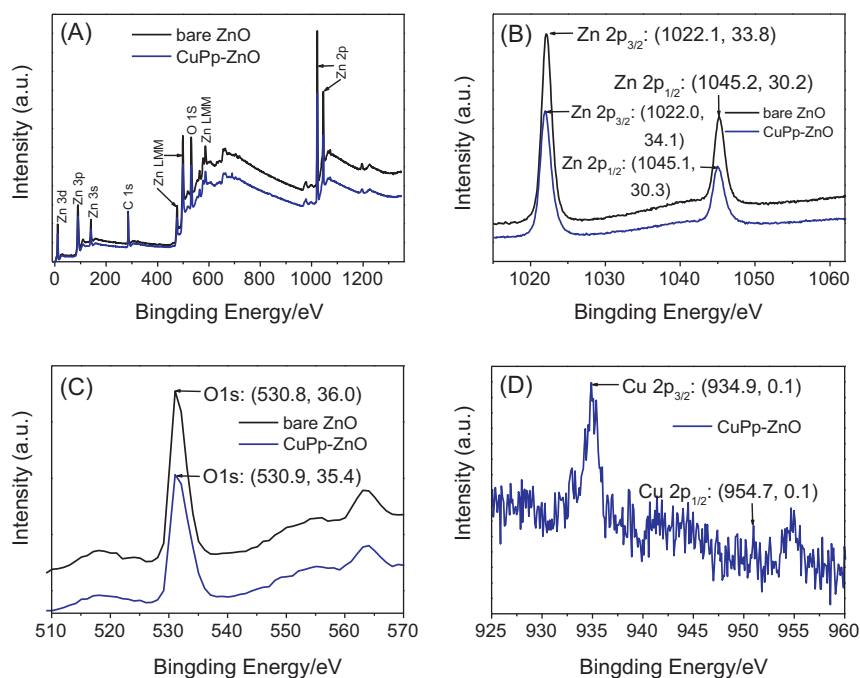 (A)
bare ZnO
CuPp-ZnO
Zn 3d
Zn 3p
Zn 3s
C 1s
Zn LMM
Zn LMM
O 1S
Zn LMM
Zn 2p
Intensity (a.u.)
0 200 400 600 800 1000 1200
Bingding Energy/eV
(B)
Zn 2p3/2: (1022.1, 33.8)
Zn 2p1/2: (1045.2, 30.2)
bare ZnO
CuPp-ZnO
Zn 2p3/2: (1022.0,
34.1)
Zn 2p1/2: (1045.1,
30.3)
Intensity (a.u.)
1020 1030 1040 1050 1060
Bingding Energy/eV
(C)
O1s: (530.8, 36.0)
bare ZnO
CuPp-ZnO
O1s: (530.9, 35.4)
Intensity (a.u.)
510 520 530 540 550 560 570
Bingding Energy/eV
(D)
Cu 2p3/2: (934.9, 0.1)
CuPp-ZnO
Cu 2p1/2: (954.7, 0.1)
Intensity (a.u.)
925 930 935 940 945 950 955 960
Bingding Energy/eV